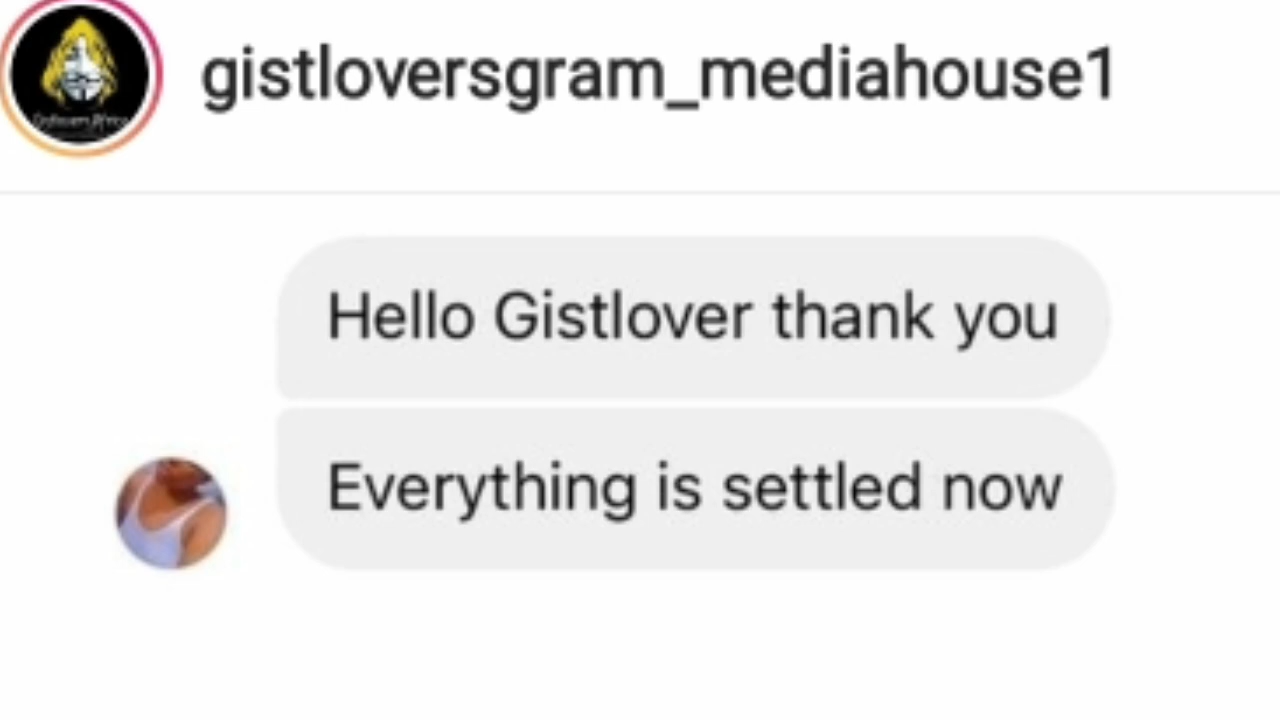 gistloversgram_mediahouse1
Hello Gistlover thank you
Everything is settled now